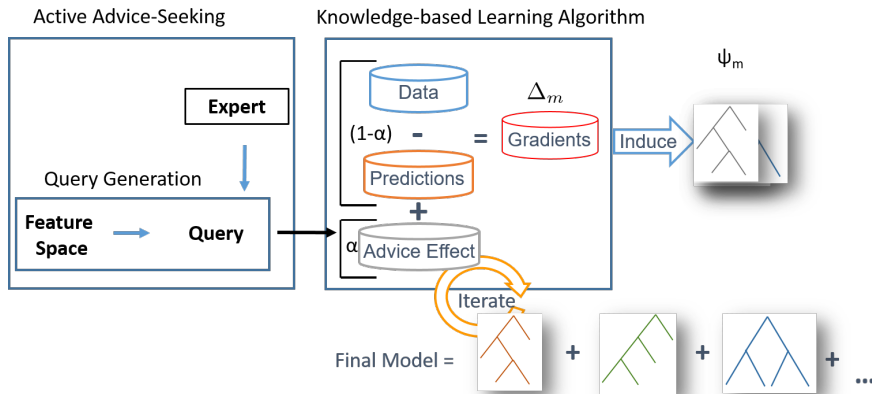 Active Advice-Seeking
Knowledge-based Learning Algorithm
Expert
Query Generation
Feature
Space
Query
Data
(1-α)
-
Predictions
+
α
Advice Effect
=
Δm
Gradients
Induce
ψm
Iterate
Final Model = + + + ...